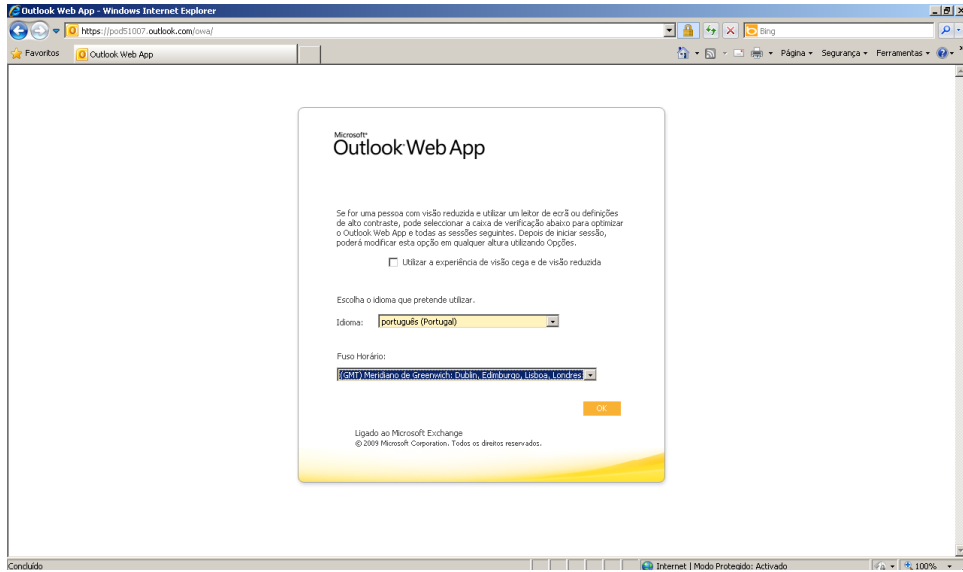 Outlook Web App - Windows Internet Explorer
https://pod51007.outlook.com/owa/
Bing
Favoritos
Outlook Web App
Página
Segurança
Ferramentas
Microsoft®
Outlook Web App
Se for uma pessoa com visão reduzida e utilizar um leitor de ecrã ou definições
de alto contraste, pode seleccionar a caixa de verificação abaixo para optimizar
o Outlook Web App e todas as sessões seguintes. Depois de iniciar sessão,
poderá modificar esta opção em qualquer altura utilizando Opções.
Utilizar a experiência de visão cega e de visão reduzida
Escolha o idioma que pretende utilizar.
Idioma: português (Portugal)
Fuso Horário:
(GMT) Meridiano de Greenwich: Dublin, Edimburgo, Lisboa, Londres
OK
Ligado ao Microsoft Exchange
© 2009 Microsoft Corporation. Todos os direitos reservados.
Concluído
Internet | Modo Protegido: Activado
100%